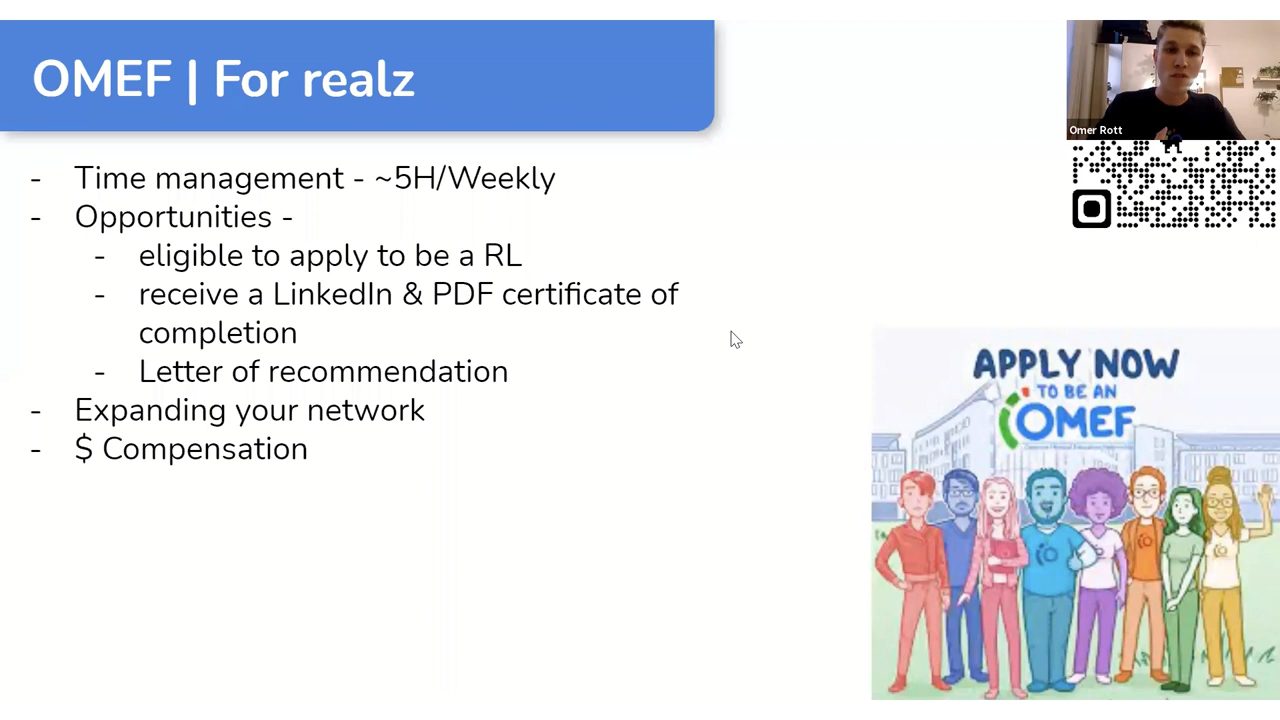 OMEF | For realz
Omer Rott
- Time management - ~5H/Weekly
- Opportunities -
- eligible to apply to be a RL
- receive a LinkedIn & PDF certificate of
completion
- Letter of recommendation
- Expanding your network
- $ Compensation
APPLY NOW
TO BE AN
OMEF